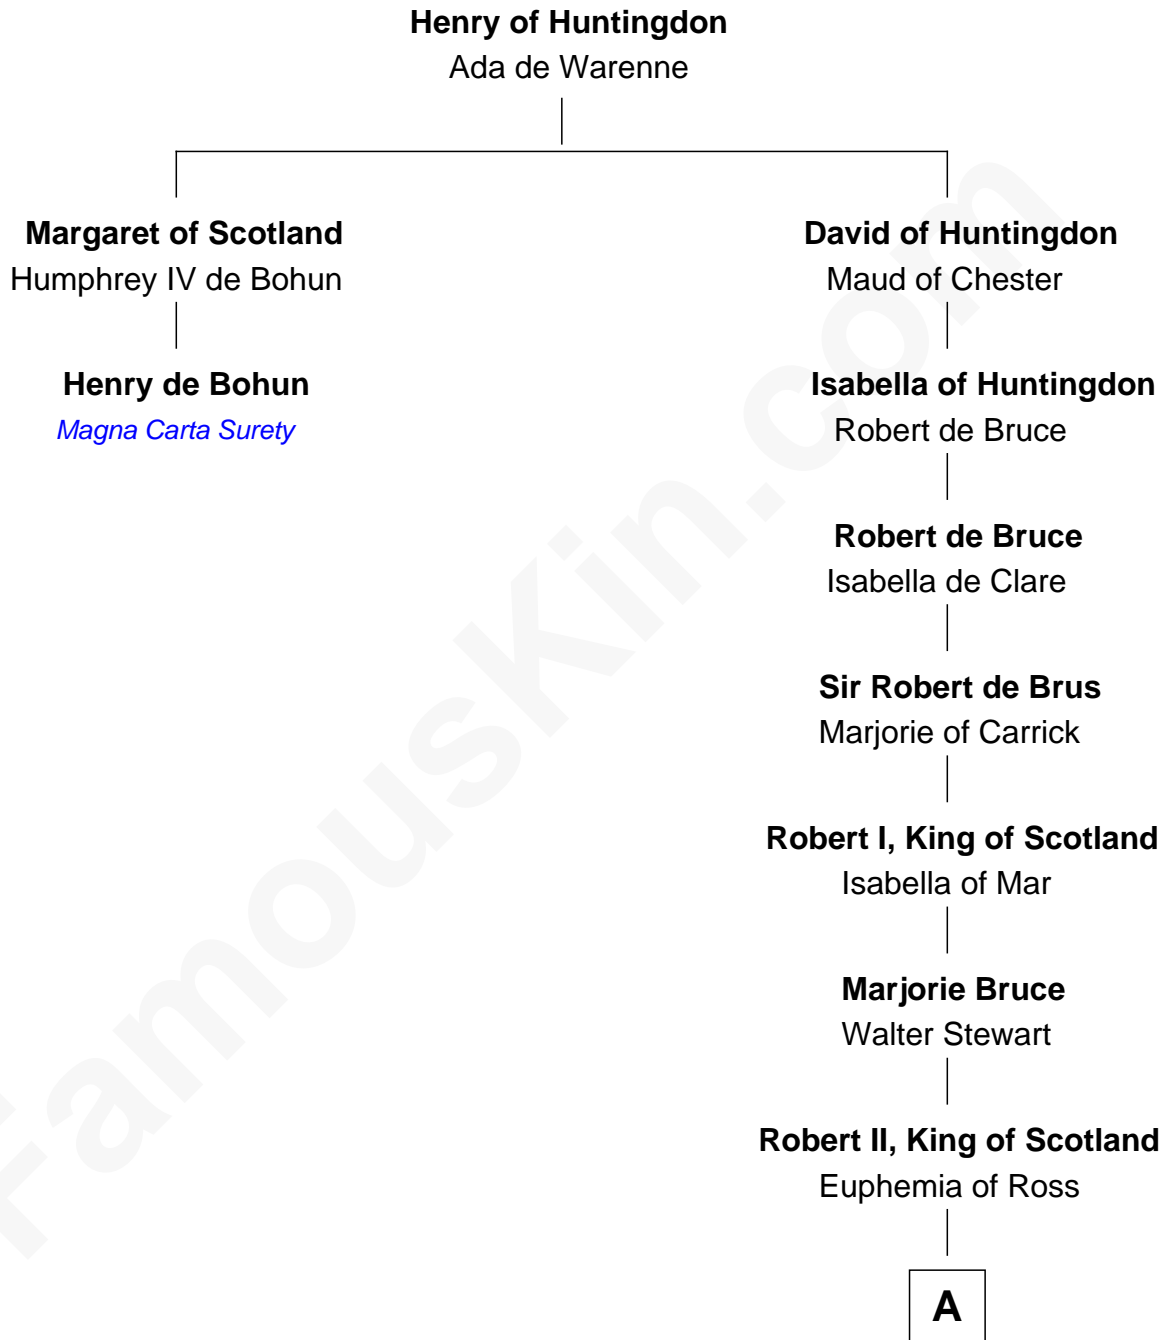 Henry of Huntingdon
Ada de Warenne
Margaret of Scotland
Humphrey IV de Bohun
Henry de Bohun
Magna Carta Surety
David of Huntingdon
Maud of Chester
Isabella of Huntingdon
Robert de Bruce
Robert de Bruce
Isabella de Clare
Sir Robert de Brus
Marjorie of Carrick
Robert I, King of Scotland
Isabella of Mar
Marjorie Bruce
Walter Stewart
Robert II, King of Scotland
Euphemia of Ross
A
FamousKin.com